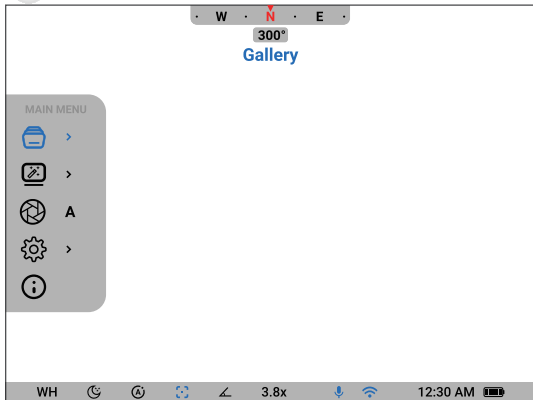 · W · N · E ·
300°
Gallery
MAIN MENU
A
WH A 3.8x 12:30 AM